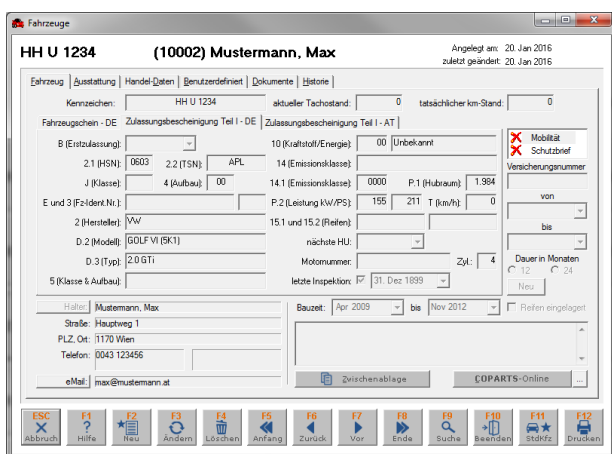 Fahrzeuge
HH U 1234 (10002) Mustermann, Max
Angelegt am: 20. Jan 2016
zuletzt geändert: 20. Jan 2016
Fahrzeug Ausstattung Handel-Daten Benutzerdefiniert Dokumente Historie
Kennzeichen: HH U 1234 aktueller Tachostand: 0 tatsächlicher km-Stand: 0
Fahrzeugschein - DE Zulassungsbescheinigung Teil I - DE Zulassungsbescheinigung Teil I - AT
B (Erstzulassung): 10 (Kraftstoff/Energie): 00 Unbekannt
2.1 (HSN): 0603 2.2 (TSN): APL 14 (Emissionsklasse):
J (Klasse): 4 (Aufbau): 00 14.1 (Emissionsklasse): 0000 P.1 (Hubraum): 1.984
E und 3 (Fz-Ident.Nr.): P.2 (Leistung kW/PS): 155 211 T (km/h): 0
2 (Hersteller): VW 15.1 und 15.2 (Reifen):
D.2 (Modell): GOLF VI (5K1) nächste HU:
D.3 (Typ): 2.0 GTi Motornummer: Zyl.: 4
5 (Klasse & Aufbau): letzte Inspektion: 31. Dez 1899
Mobilität
Schutzbrief
Versicherungsnummer
von
bis
Dauer in Monaten
12 24
Neu
Halter: Mustermann, Max Bauzeit: Apr 2009 bis Nov 2012 Reifen eingelagert
Straße: Hauptweg 1
PLZ, Ort: 1170 Wien
Telefon: 0043 123456
eMail: max@mustermann.at Zwischenablage COPARTS-Online ...
ESC F1 F2 F3 F4 F5 F6 F7 F8 F9 F10 F11 F12
Abbruch Hilfe Neu Ändern Löschen Anfang Zurück Vor Ende Suche Beenden StdKfz Drucken